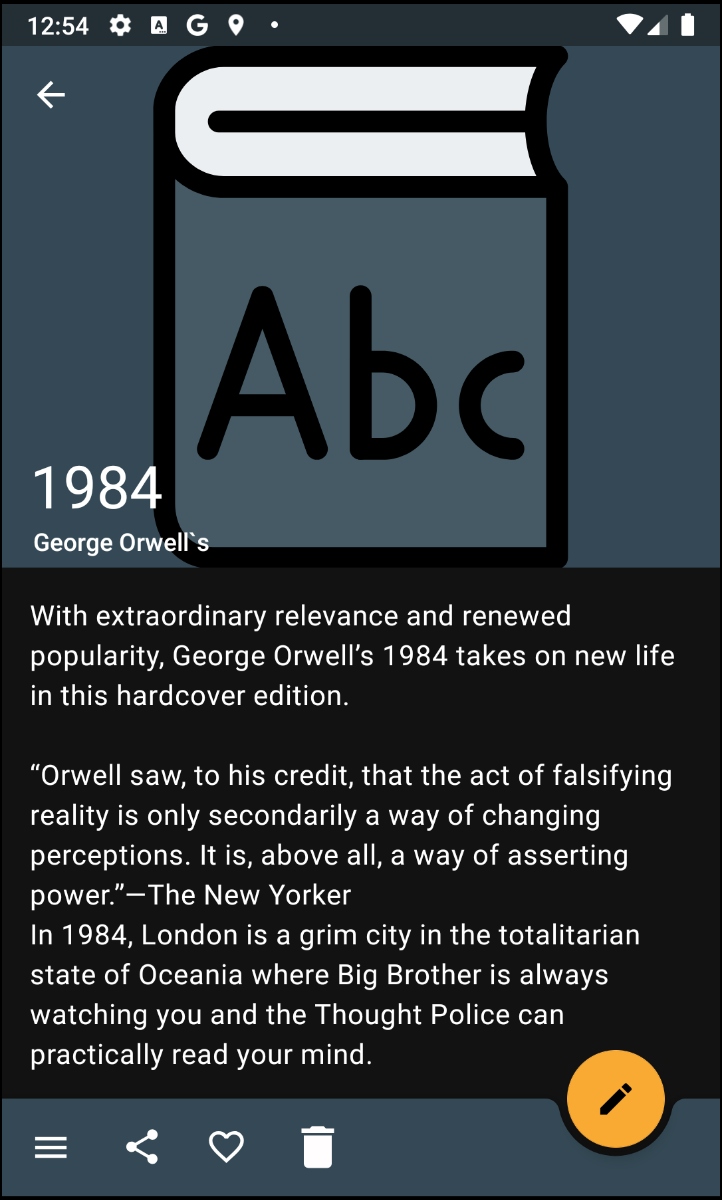 12:54
Abc
1984
George Orwell`s
With extraordinary relevance and renewed
popularity, George Orwell’s 1984 takes on new life
in this hardcover edition.
“Orwell saw, to his credit, that the act of falsifying
reality is only secondarily a way of changing
perceptions. It is, above all, a way of asserting
power.”—The New Yorker
In 1984, London is a grim city in the totalitarian
state of Oceania where Big Brother is always
watching you and the Thought Police can
practically read your mind.